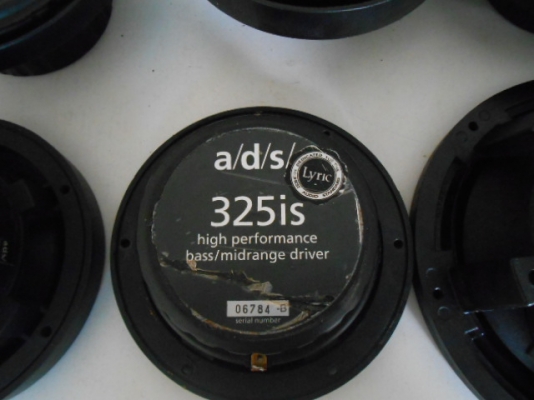 a/d/s/
Lyric
325is
high performance
bass/midrange driver
06784 -B
serial number